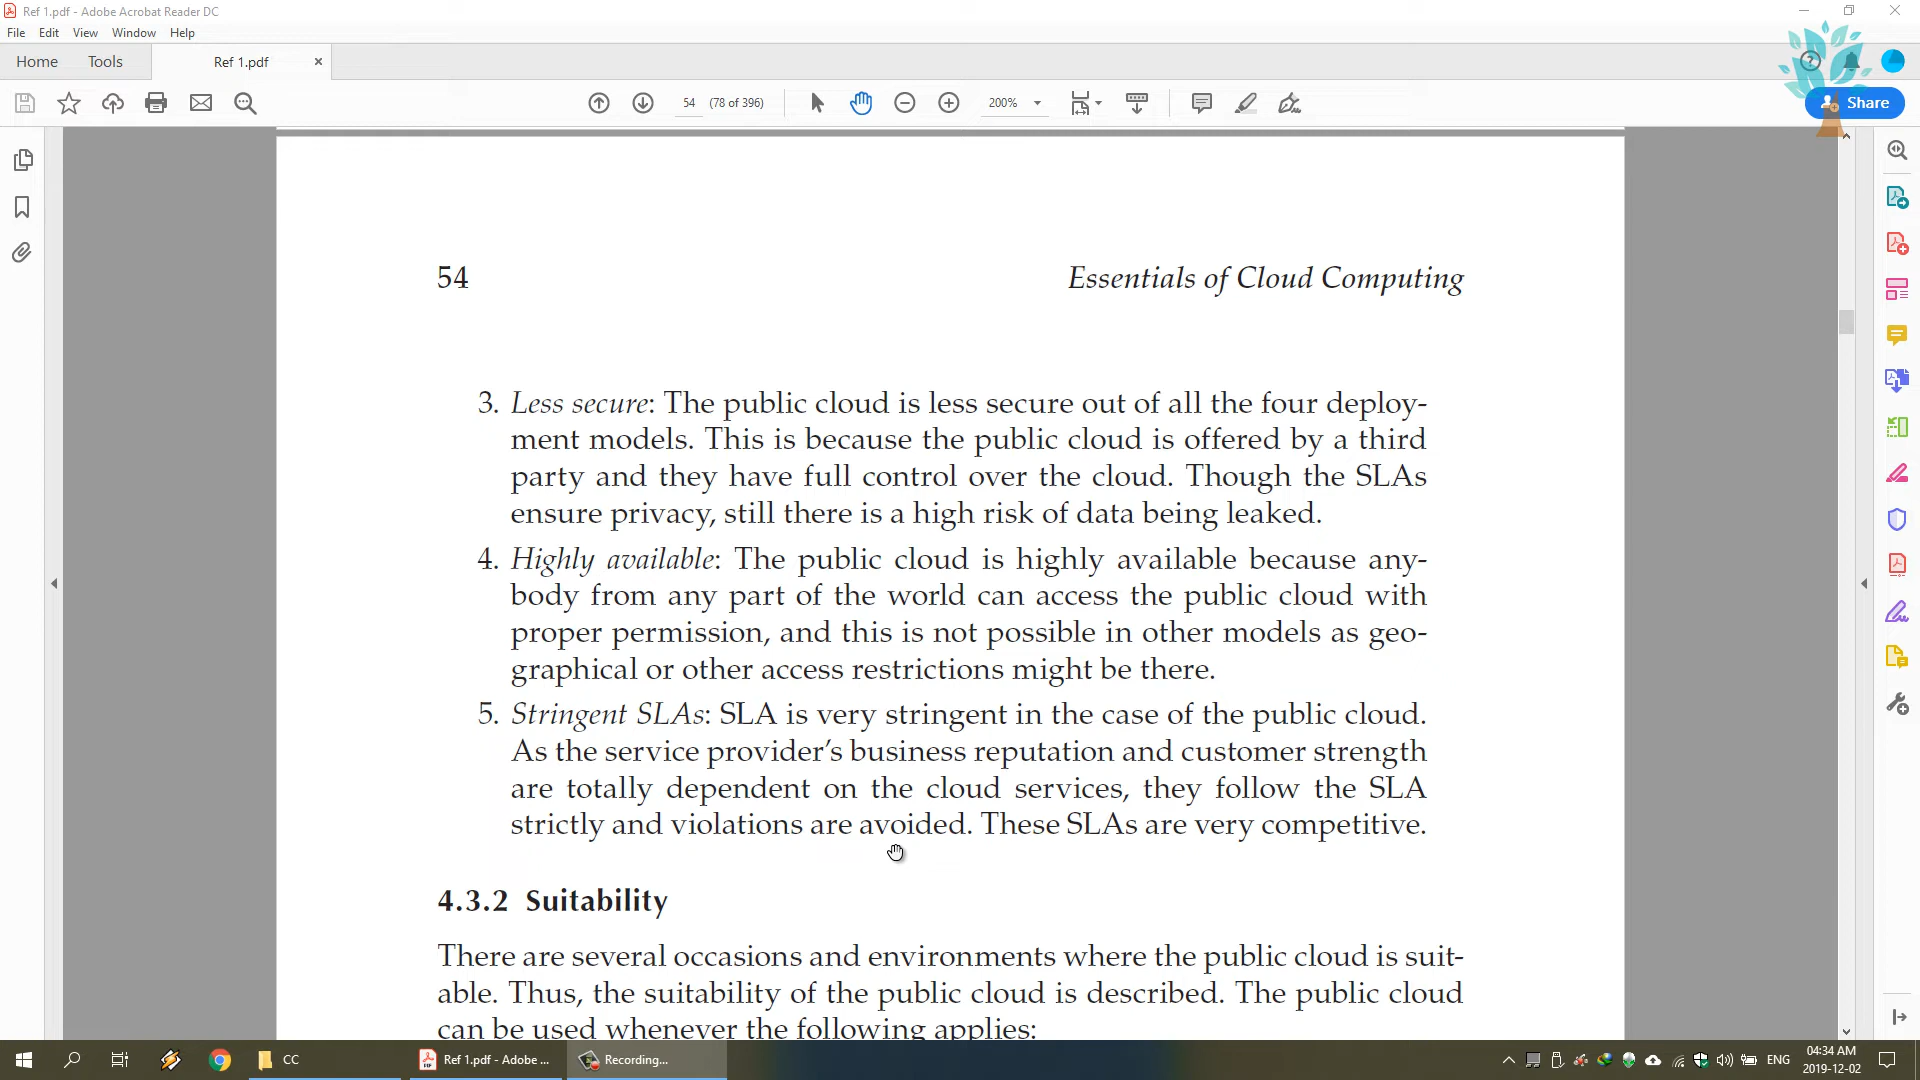 Ref 1.pdf - Adobe Acrobat Reader DC
File Edit View Window Help
Home Tools Ref 1.pdf
54 (78 of 396) 200% Share
54 Essentials of Cloud Computing
3. Less secure: The public cloud is less secure out of all the four deploy-
ment models. This is because the public cloud is offered by a third
party and they have full control over the cloud. Though the SLAs
ensure privacy, still there is a high risk of data being leaked.
4. Highly available: The public cloud is highly available because any-
body from any part of the world can access the public cloud with
proper permission, and this is not possible in other models as geo-
graphical or other access restrictions might be there.
5. Stringent SLAs: SLA is very stringent in the case of the public cloud.
As the service provider’s business reputation and customer strength
are totally dependent on the cloud services, they follow the SLA
strictly and violations are avoided. These SLAs are very competitive.
4.3.2 Suitability
There are several occasions and environments where the public cloud is suit-
able. Thus, the suitability of the public cloud is described. The public cloud
can be used whenever the following applies:
CC Ref 1.pdf - Adobe ... Recording... ENG 04:34 AM
2019-12-02